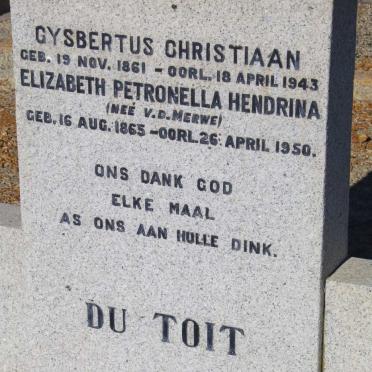 GYSBERTUS CHRISTIAAN
GEB. 19 NOV. 1861 - OORL. 18 APRIL 1943
ELIZABETH PETRONELLA HENDRINA
(NEÉ V.D. MERWE)
GEB. 16 AUG. 1865 - OORL. 26 APRIL 1950.
ONS DANK GOD
ELKE MAAL
AS ONS AAN HULLE DINK.
DU TOIT